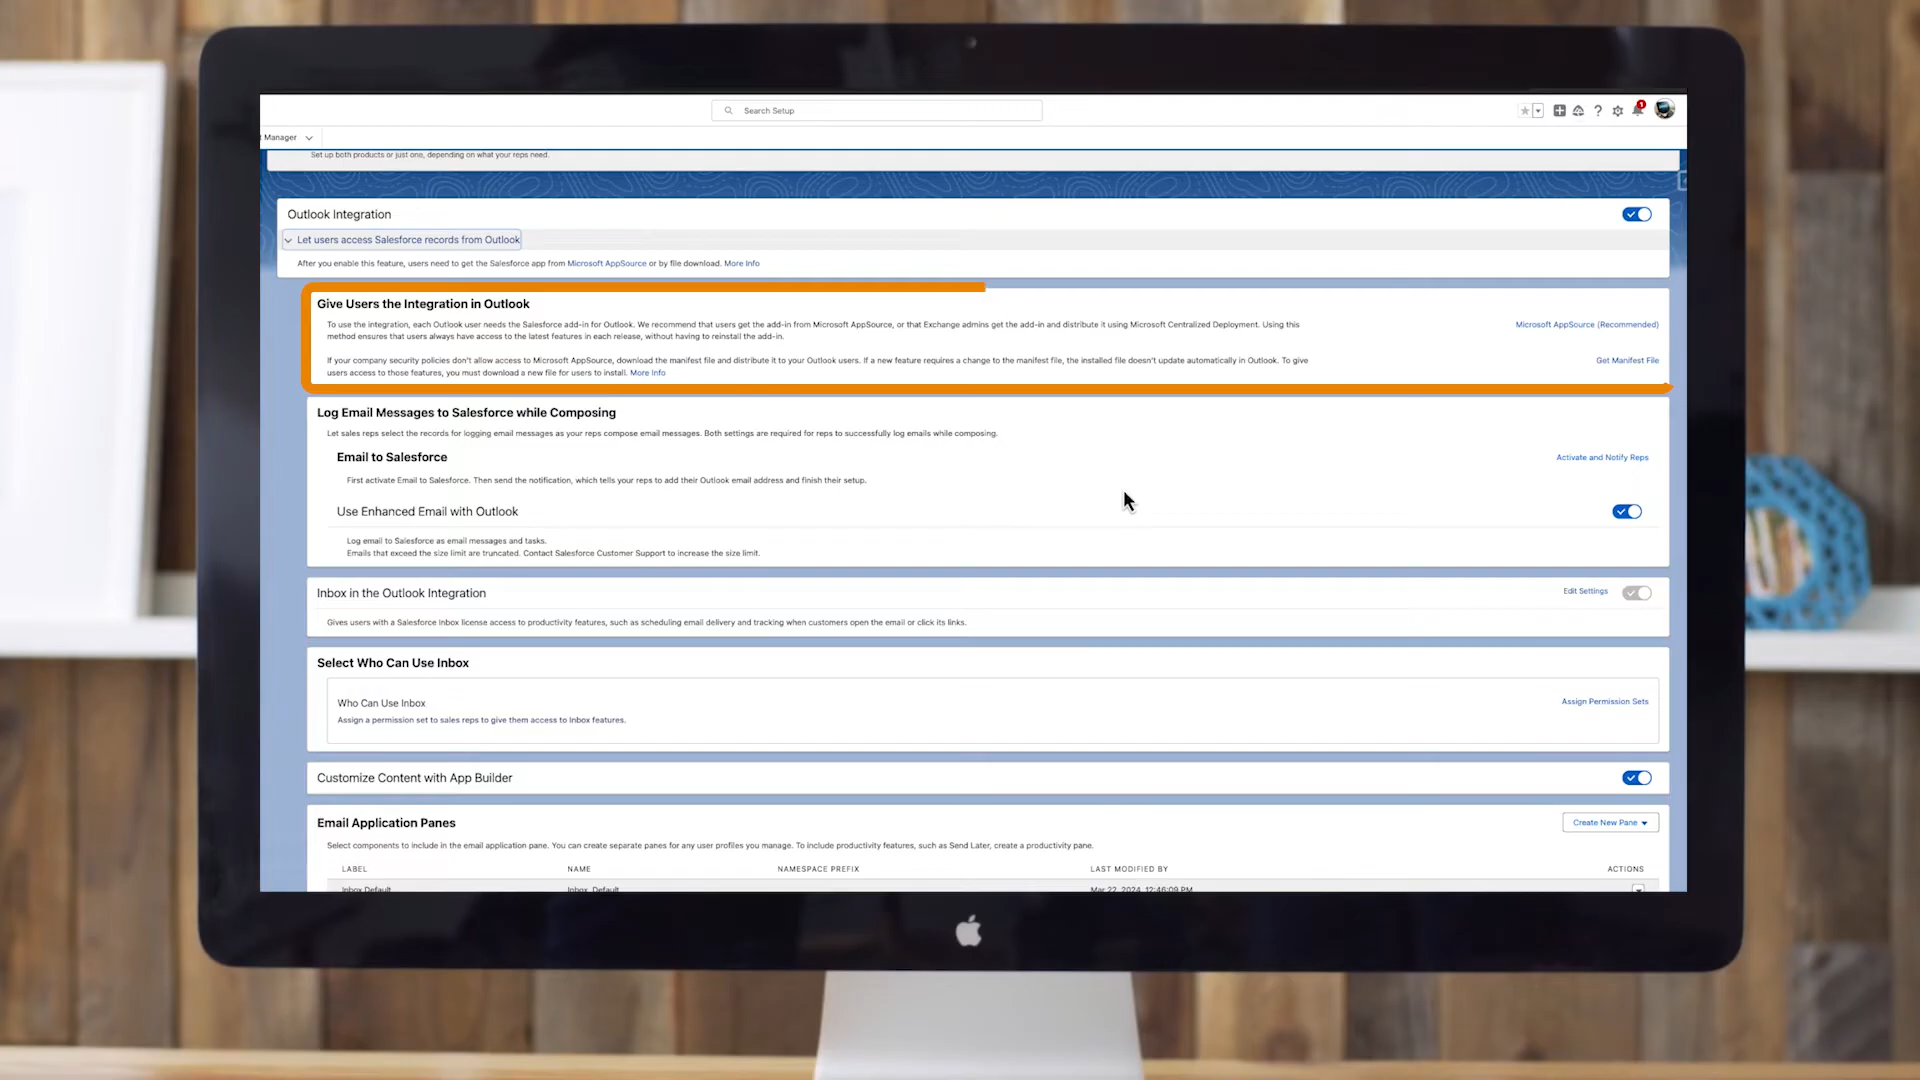 Search Setup
1
t Manager
Set up both products or just one, depending on what your reps need.
Outlook Integration
Let users access Salesforce records from Outlook
After you enable this feature, users need to get the Salesforce app from Microsoft AppSource or by file download. More Info
Give Users the Integration in Outlook
To use the integration, each Outlook user needs the Salesforce add-in for Outlook. We recommend that users get the add-in from Microsoft AppSource, or that Exchange admins get the add-in and distribute it using Microsoft Centralized Deployment. Using this
Microsoft AppSource (Recommended)
method ensures that users always have access to the latest features in each release, without having to reinstall the add-in.
If your company security policies don't allow access to Microsoft AppSource, download the manifest file and distribute it to your Outlook users. If a new feature requires a change to the manifest file, the installed file doesn't update automatically in Outlook. To give
Get Manifest File
users access to those features, you must download a new file for users to install. More Info
Log Email Messages to Salesforce while Composing
Let sales reps select the records for logging email messages as your reps compose email messages. Both settings are required for reps to successfully log emails while composing.
Email to Salesforce
Activate and Notify Reps
First activate Email to Salesforce. Then send the notification, which tells your reps to add their Outlook email address and finish their setup.
Use Enhanced Email with Outlook
Log email to Salesforce as email messages and tasks.
Emails that exceed the size limit are truncated. Contact Salesforce Customer Support to increase the size limit.
Inbox in the Outlook Integration
Edit Settings
Gives users with a Salesforce Inbox license access to productivity features, such as scheduling email delivery and tracking when customers open the email or click its links.
Select Who Can Use Inbox
Who Can Use Inbox
Assign Permission Sets
Assign a permission set to sales reps to give them access to Inbox features.
Customize Content with App Builder
Email Application Panes
Create New Pane
Select components to include in the email application pane. You can create separate panes for any user profiles you manage. To include productivity features, such as Send Later, create a productivity pane.
LABEL NAME NAMESPACE PREFIX LAST MODIFIED BY ACTIONS
Inbox Default Inbox_Default Mar 22, 2024, 12:46:09 PM